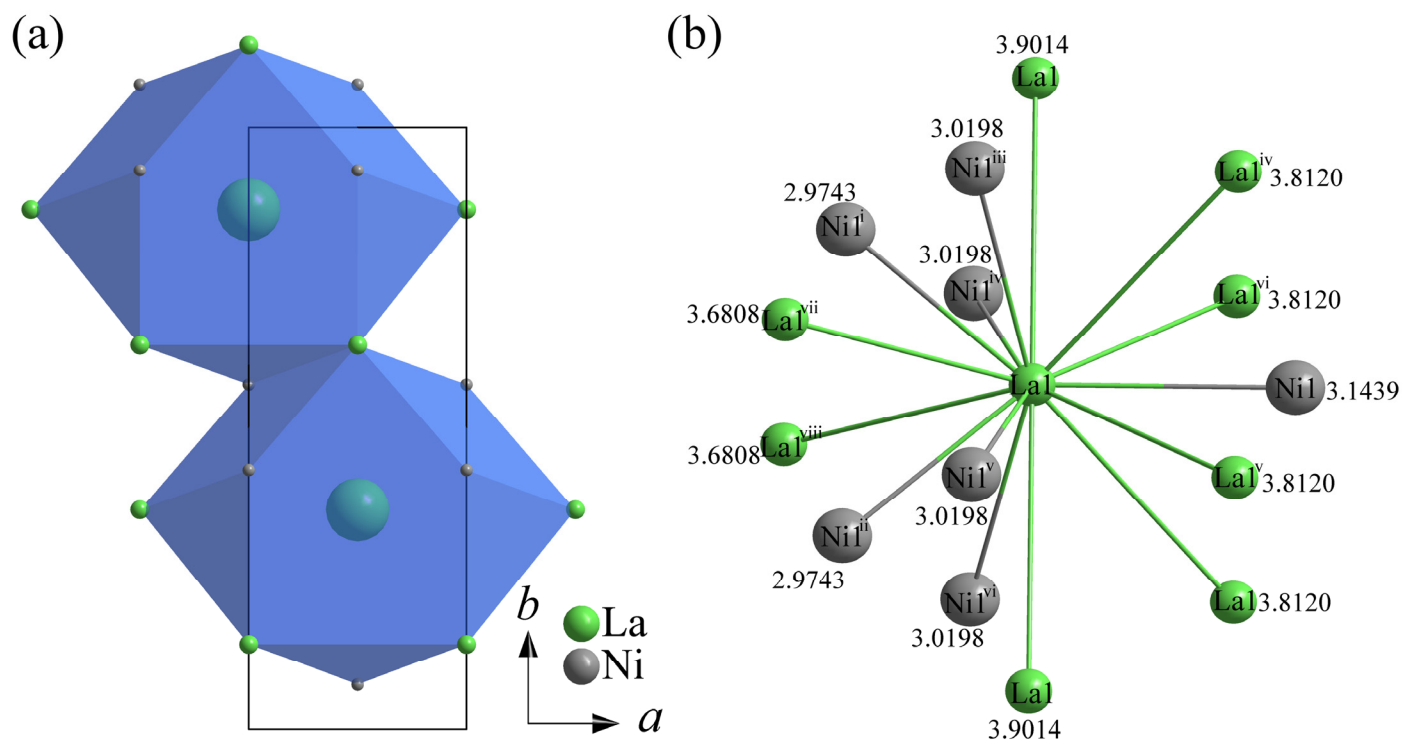 (a)
b
a
La
Ni
(b)
3.9014
La1
3.0198
Ni1iii
La1iv 3.8120
2.9743
Ni1i
3.0198
Ni1iv
La1vi 3.8120
3.6808 La1vii
La1
Ni1 3.1439
3.6808 La1viii
Ni1v
3.0198
La1v 3.8120
Ni1ii
2.9743
Ni1vi
3.0198
La1 3.8120
La1
3.9014